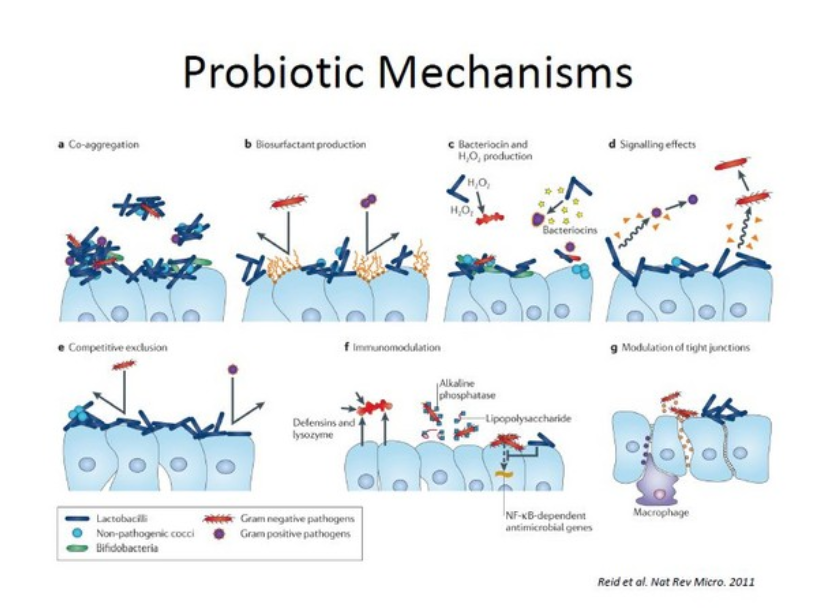 Probiotic Mechanisms
a Co-aggregation
b Biosurfactant production
c Bacteriocin and
H₂O₂ production
d Signalling effects
H₂O₂
H₂O₂
Bacteriocins
e Competitive exclusion
f Immunomodulation
g Modulation of tight junctions
Alkaline
phosphatase
Defensins and
lysozyme
Lipopolysaccharide
NF-κB-dependent
antimicrobial genes
Macrophage
Lactobacilli
Gram negative pathogens
Non-pathogenic cocci
Gram positive pathogens
Bifidobacteria
Reid et al. Nat Rev Micro. 2011